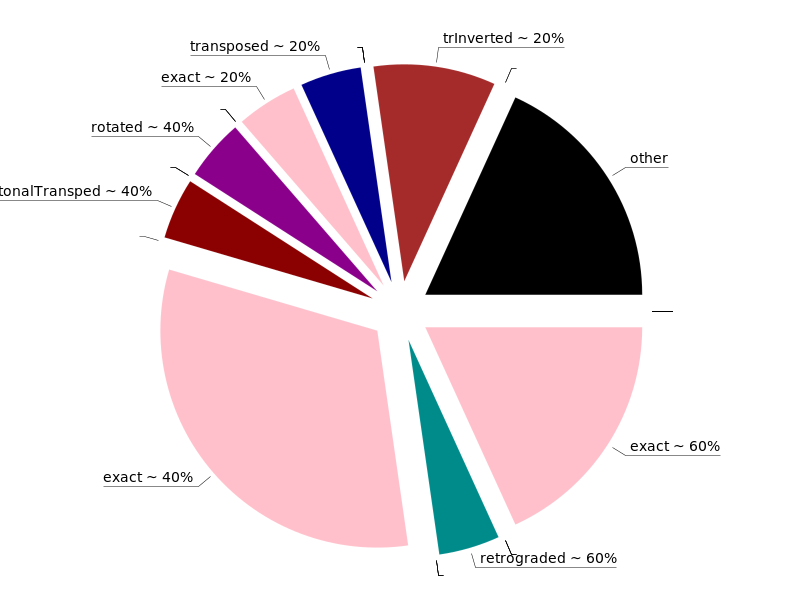 trInverted ~ 20%
transposed ~ 20%
exact ~ 20%
rotated ~ 40%
other
tonalTransped ~ 40%
exact ~ 60%
exact ~ 40%
retrograded ~ 60%